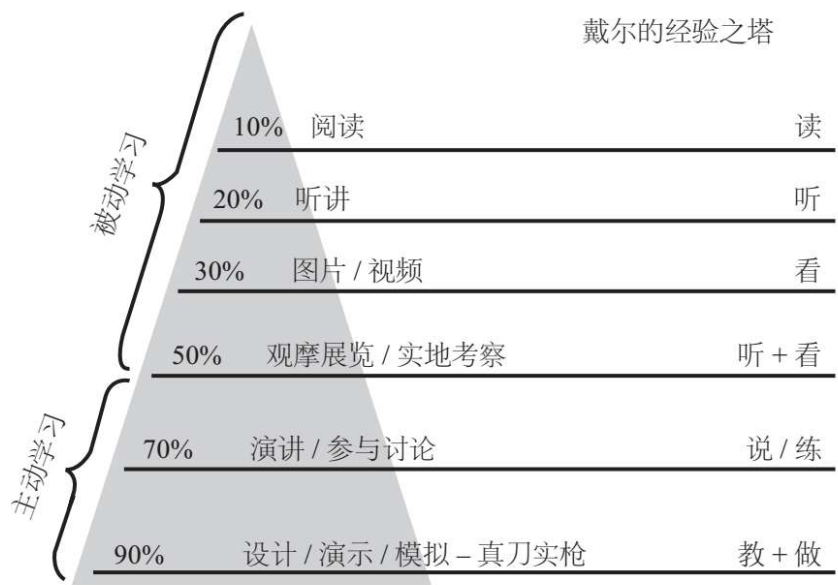 戴尔的经验之塔
10% 阅读 读
20% 听讲 听
30% 图片 / 视频 看
50% 观摩展览 / 实地考察 听 + 看
70% 演讲 / 参与讨论 说 / 练
90% 设计 / 演示 / 模拟 – 真刀实枪 教 + 做
被动学习
主动学习